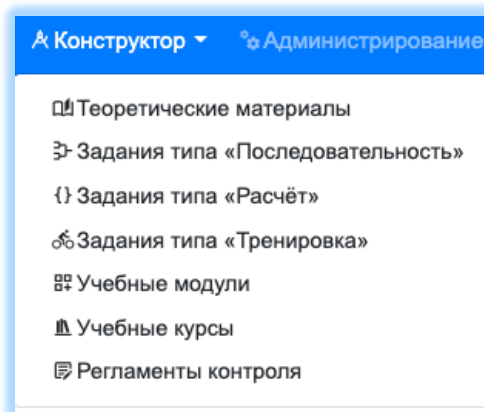 Конструктор Администрирование
Теоретические материалы
Задания типа «Последовательность»
{} Задания типа «Расчёт»
Задания типа «Тренировка»
Учебные модули
Учебные курсы
Регламенты контроля